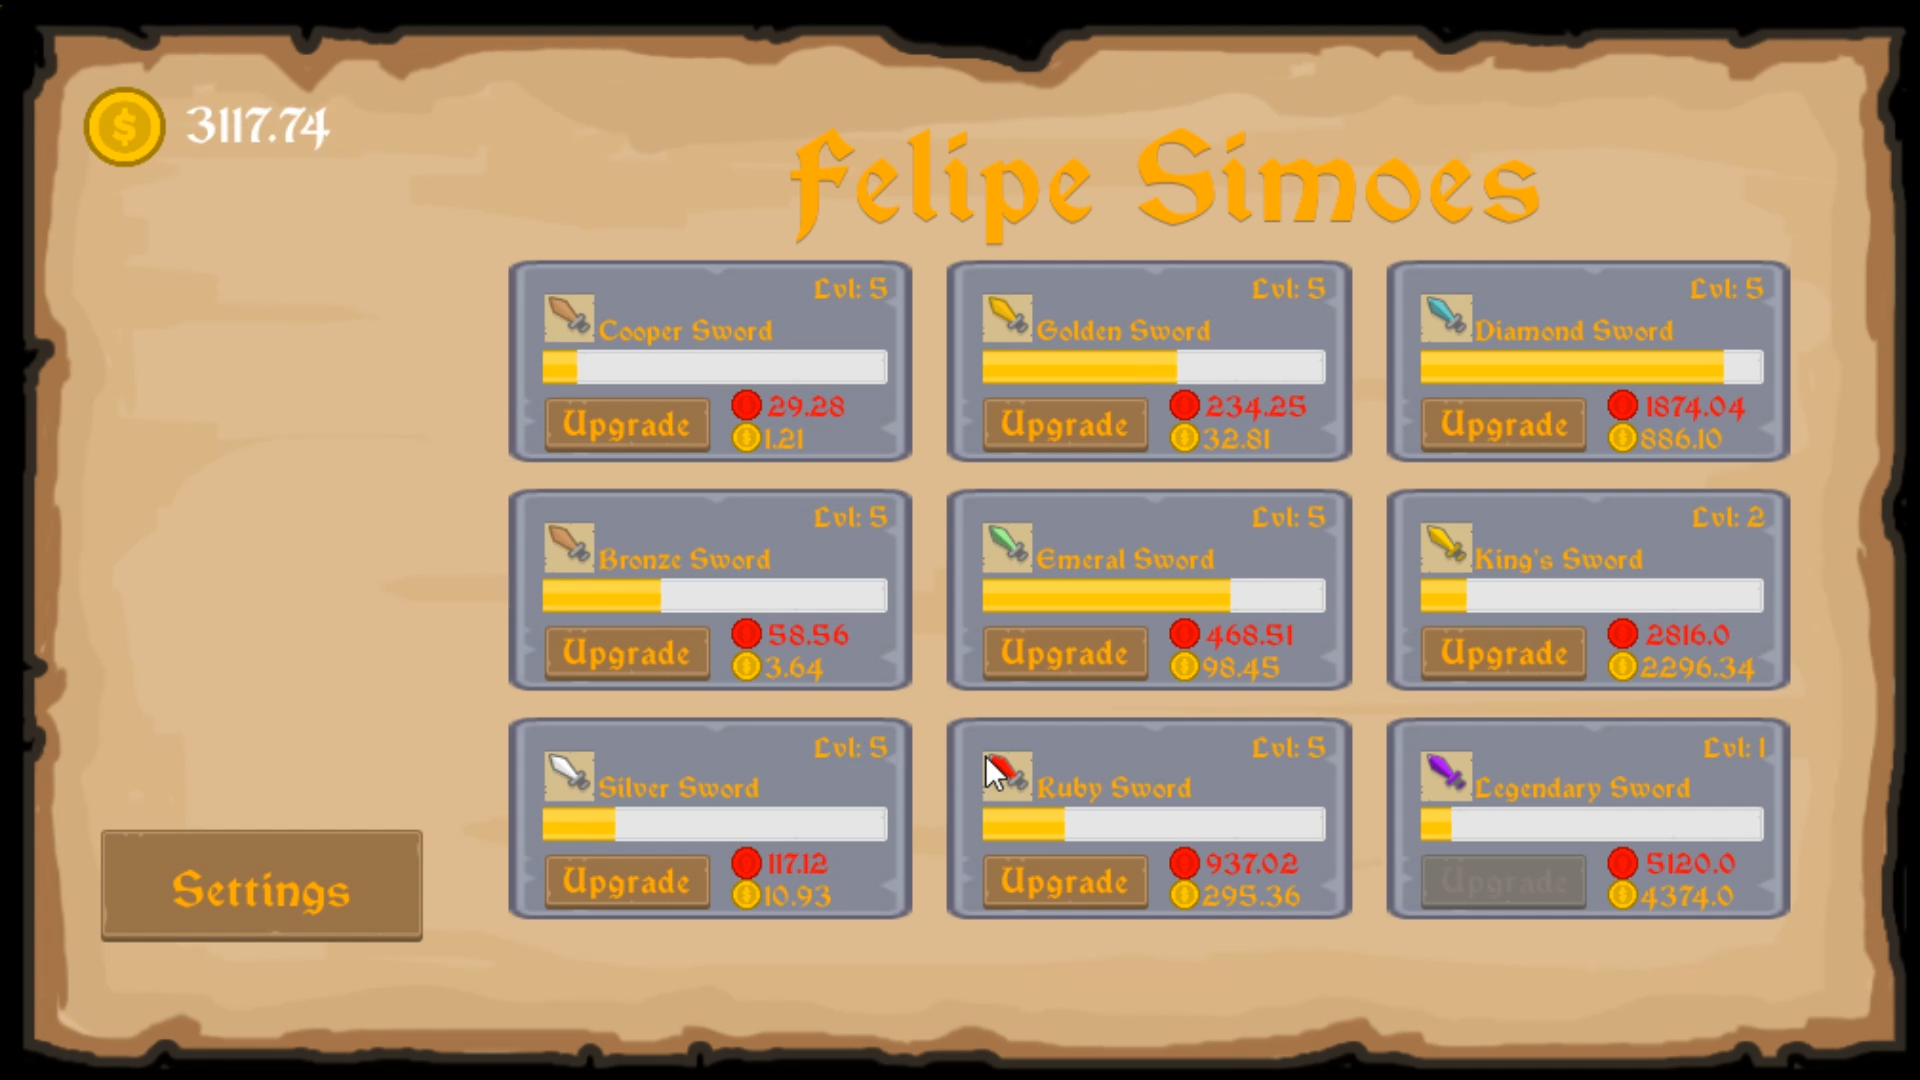 3117.74
Felipe Simoes
Lvl: 5
Cooper Sword
Upgrade
29.28
1.21
Lvl: 5
Golden Sword
Upgrade
234.25
32.81
Lvl: 5
Diamond Sword
Upgrade
1874.04
886.10
Lvl: 5
Bronze Sword
Upgrade
58.56
3.64
Lvl: 5
Emeral Sword
Upgrade
468.51
98.45
Lvl: 2
King's Sword
Upgrade
2816.0
2296.34
Lvl: 5
Silver Sword
Upgrade
117.12
10.93
Lvl: 5
Ruby Sword
Upgrade
937.02
295.36
Lvl: 1
Legendary Sword
Upgrade
5120.0
4374.0
Settings